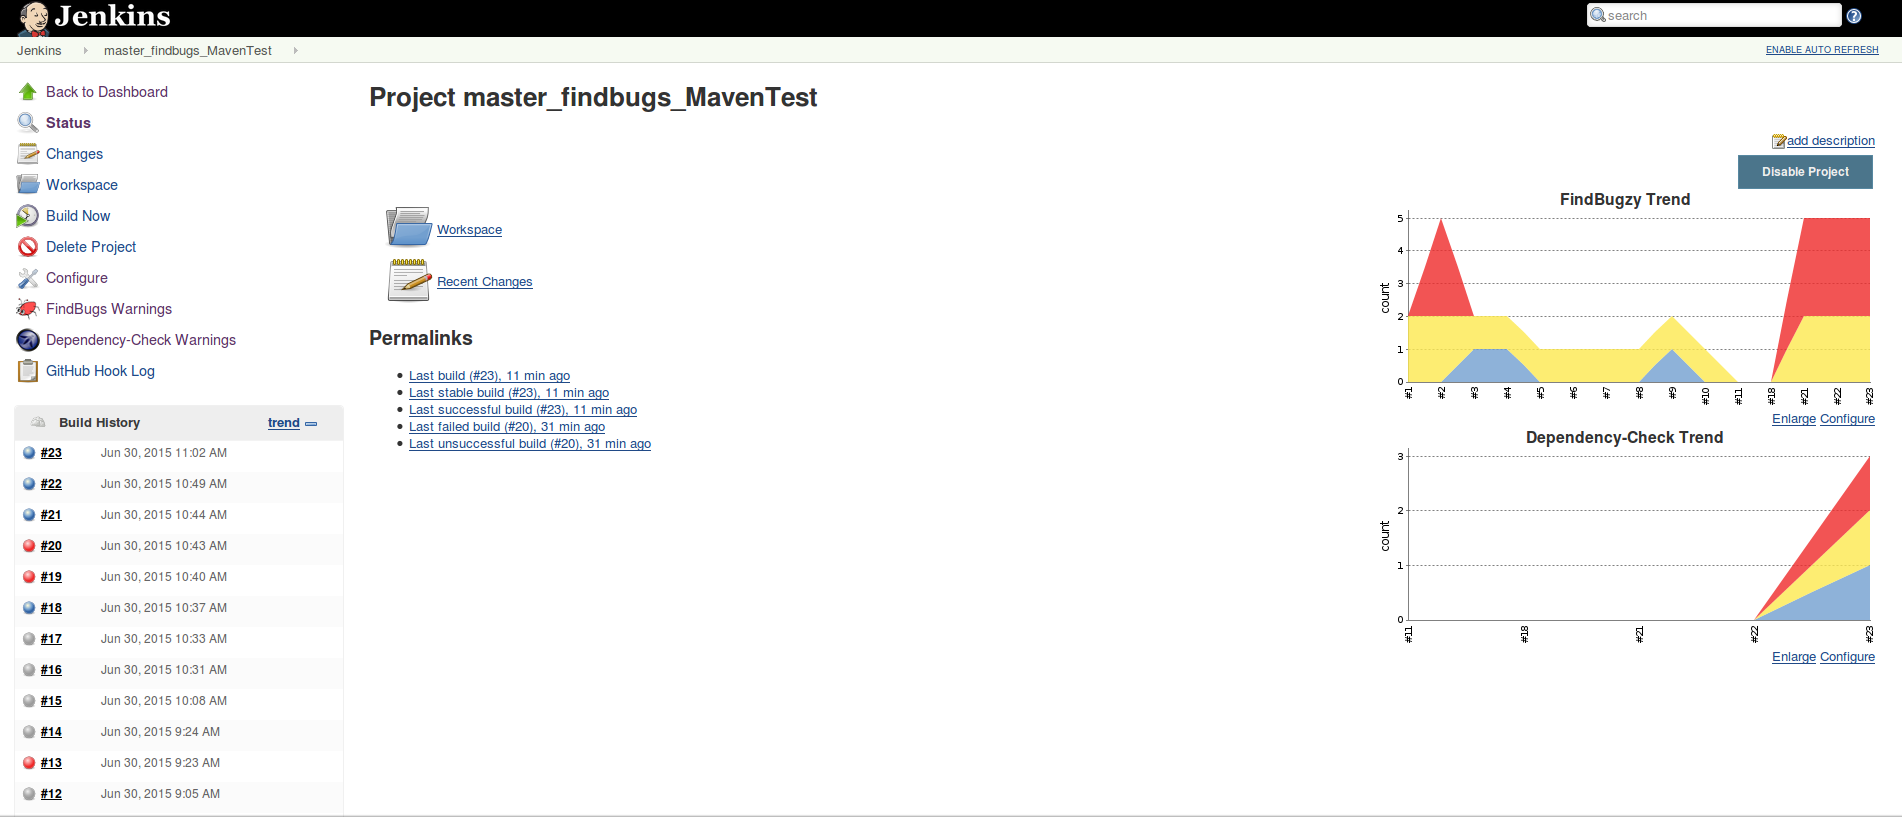 Jenkins
search
Jenkins master_findbugs_MavenTest
ENABLE AUTO REFRESH
Back to Dashboard
Status
Changes
Workspace
Build Now
Delete Project
Configure
FindBugs Warnings
Dependency-Check Warnings
GitHub Hook Log
Build History trend
#23 Jun 30, 2015 11:02 AM
#22 Jun 30, 2015 10:49 AM
#21 Jun 30, 2015 10:44 AM
#20 Jun 30, 2015 10:43 AM
#19 Jun 30, 2015 10:40 AM
#18 Jun 30, 2015 10:37 AM
#17 Jun 30, 2015 10:33 AM
#16 Jun 30, 2015 10:31 AM
#15 Jun 30, 2015 10:08 AM
#14 Jun 30, 2015 9:24 AM
#13 Jun 30, 2015 9:23 AM
#12 Jun 30, 2015 9:05 AM
Project master_findbugs_MavenTest
Workspace
Recent Changes
Permalinks
Last build (#23), 11 min ago
Last stable build (#23), 11 min ago
Last successful build (#23), 11 min ago
Last failed build (#20), 31 min ago
Last unsuccessful build (#20), 31 min ago
add description
Disable Project
FindBugzy Trend
5
4
3
2
1
0
count
#1 #2 #3 #4 #5 #6 #7 #8 #9 #10 #11 #18 #21 #22 #23
Enlarge Configure
Dependency-Check Trend
3
2
1
0
count
#11 #18 #21 #22 #23
Enlarge Configure